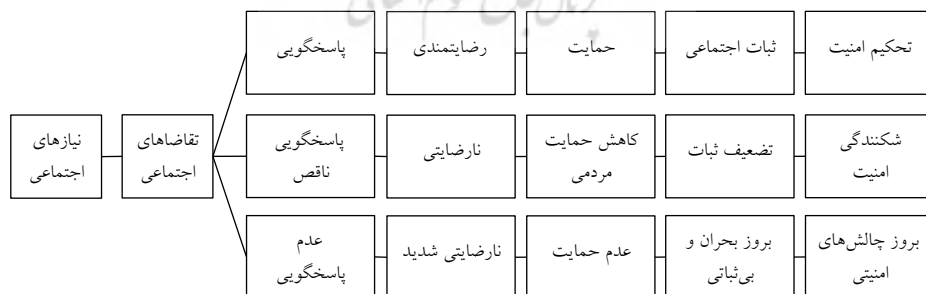 پاسخگویی
رضایتمندی
حمایت
ثبات اجتماعی
تحکیم امنیت
نیازهای
اجتماعی
تقاضاهای
اجتماعی
پاسخگویی
ناقص
نارضایتی
کاهش حمایت
مردمی
تضعیف ثبات
شکنندگی
امنیت
عدم
پاسخگویی
نارضایتی شدید
عدم حمایت
بروز بحران و
بی‌ثباتی
بروز چالش‌های
امنیتی